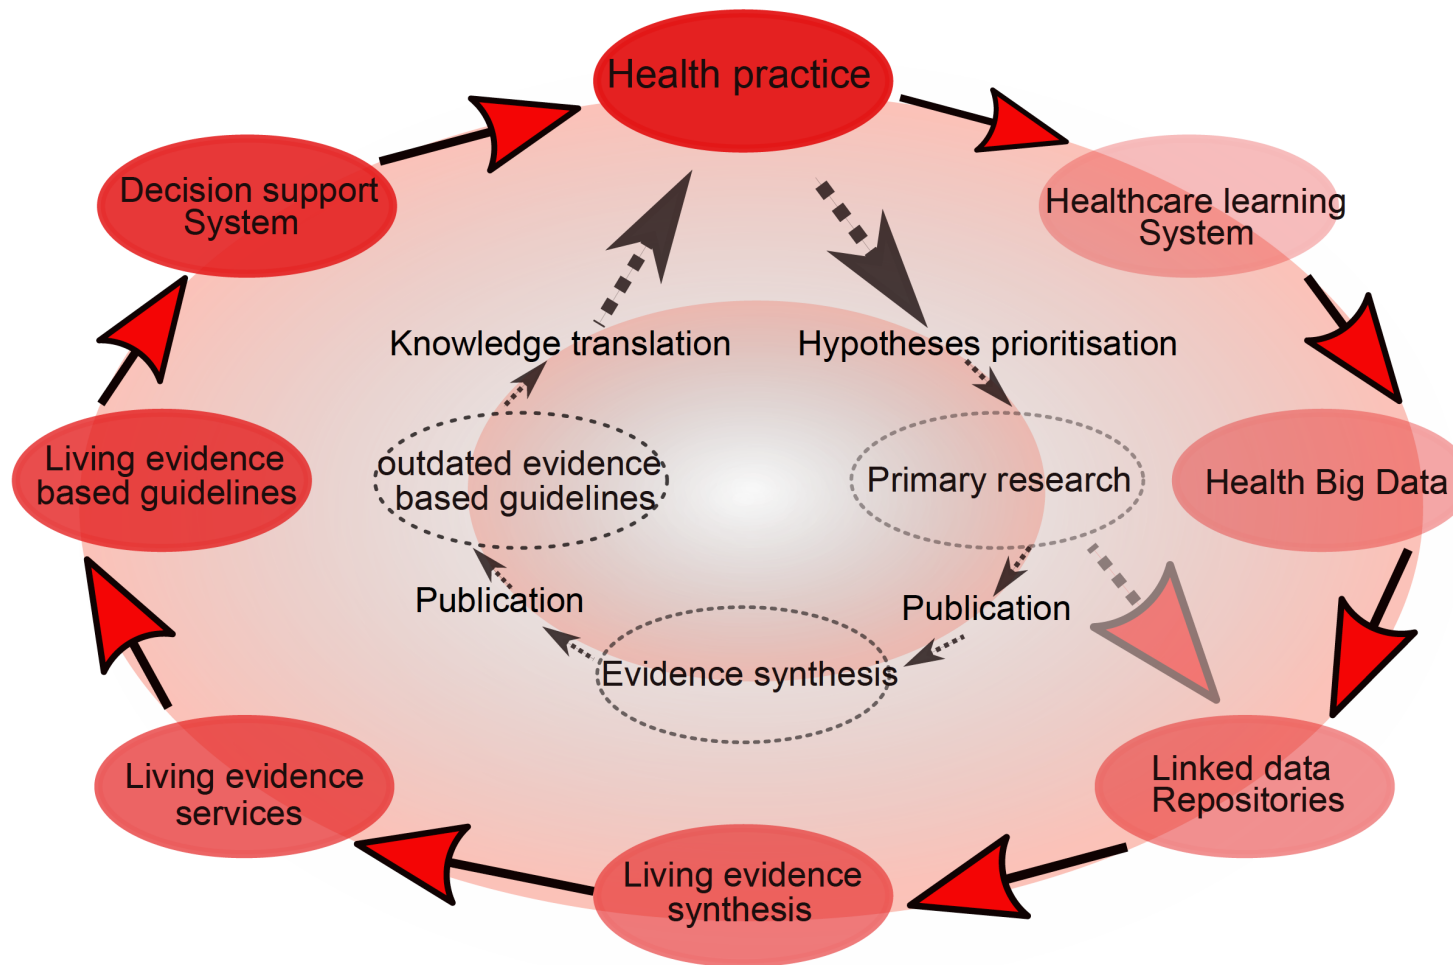 Health practice
Decision support
System
Healthcare learning
System
Knowledge translation
Hypotheses prioritisation
Living evidence
based guidelines
outdated evidence
based guidelines
Primary research
Health Big Data
Publication
Publication
Evidence synthesis
Living evidence
services
Linked data
Repositories
Living evidence
synthesis